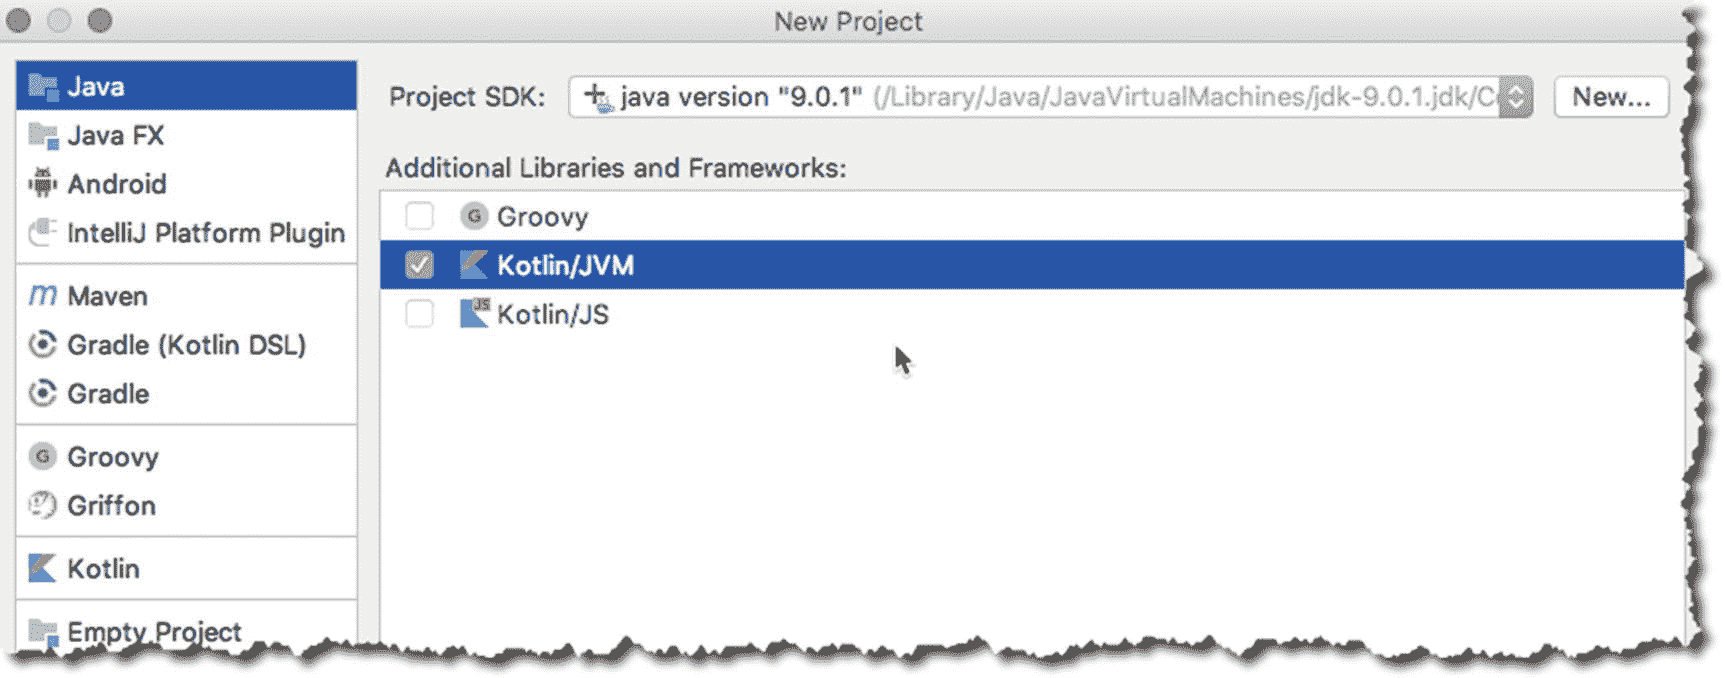 New Project
Java
Java FX
Android
IntelliJ Platform Plugin
Maven
Gradle (Kotlin DSL)
Gradle
Groovy
Griffon
Kotlin
Empty Project
Project SDK: java version "9.0.1" (/Library/Java/JavaVirtualMachines/jdk-9.0.1.jdk/C New...
Additional Libraries and Frameworks:
G Groovy
Kotlin/JVM
JS Kotlin/JS